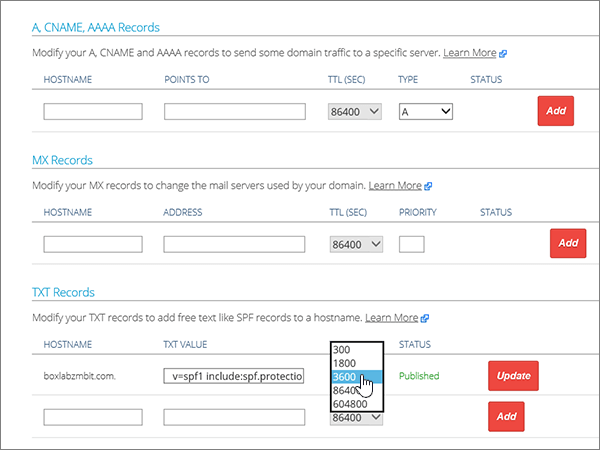 A, CNAME, AAAA Records
Modify your A, CNAME and AAAA records to send some domain traffic to a specific server. Learn More
HOSTNAME POINTS TO TTL (SEC) TYPE STATUS
86400 A Add
MX Records
Modify your MX records to change the mail servers used by your domain. Learn More
HOSTNAME ADDRESS TTL (SEC) PRIORITY STATUS
86400 Add
TXT Records
Modify your TXT records to add free text like SPF records to a hostname. Learn More
HOSTNAME TXT VALUE STATUS
300
1800
boxlabzmbit.com. v=spf1 include:spf.protectio 3600 Published Update
86400
604800
86400 Add